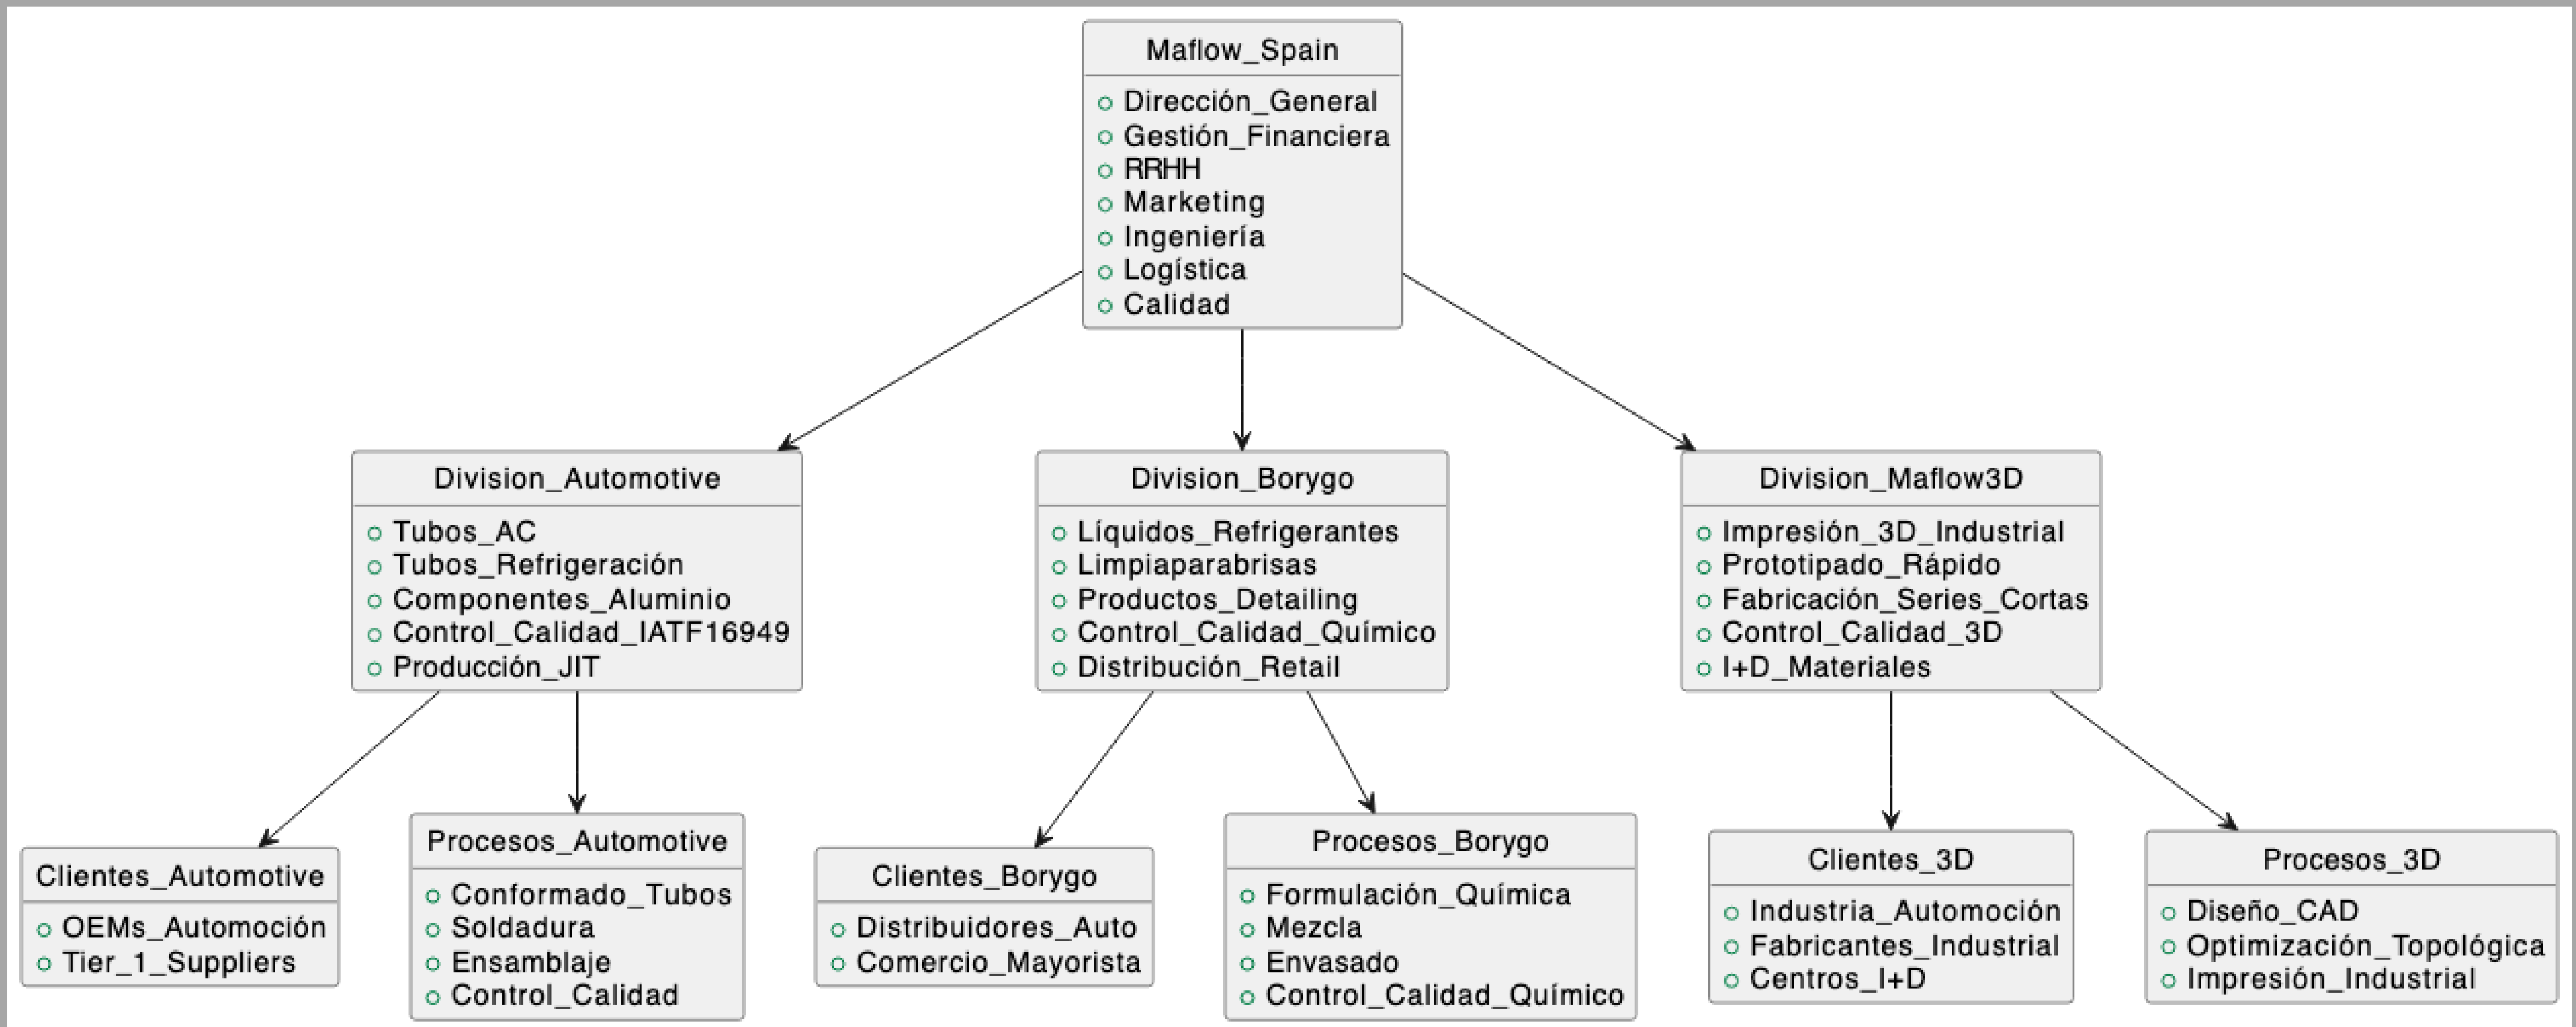 Maflow_Spain
Dirección_General
Gestión_Financiera
RRHH
Marketing
Ingeniería
Logística
Calidad
Division_Automotive
Tubos_AC
Tubos_Refrigeración
Componentes_Aluminio
Control_Calidad_IATF16949
Producción_JIT
Division_Borygo
Líquidos_Refrigerantes
Limpiaparabrisas
Productos_Detailing
Control_Calidad_Químico
Distribución_Retail
Division_Maflow3D
Impresión_3D_Industrial
Prototipado_Rápido
Fabricación_Series_Cortas
Control_Calidad_3D
I+D_Materiales
Clientes_Automotive
OEMs_Automoción
Tier_1_Suppliers
Procesos_Automotive
Conformado_Tubos
Soldadura
Ensamblaje
Control_Calidad
Clientes_Borygo
Distribuidores_Auto
Comercio_Mayorista
Procesos_Borygo
Formulación_Química
Mezcla
Envasado
Control_Calidad_Químico
Clientes_3D
Industria_Automoción
Fabricantes_Industrial
Centros_I+D
Procesos_3D
Diseño_CAD
Optimización_Topológica
Impresión_Industrial